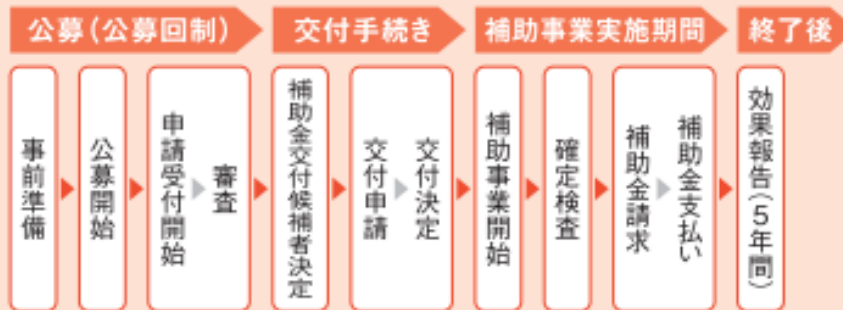 公募(公募回制)
交付手続き
補助事業実施期間
終了後
事前準備
公募開始
申請受付開始
審査
補助金交付候補者決定
交付申請
交付決定
補助事業開始
確定検査
補助金請求
補助金支払い
効果報告(5年間)